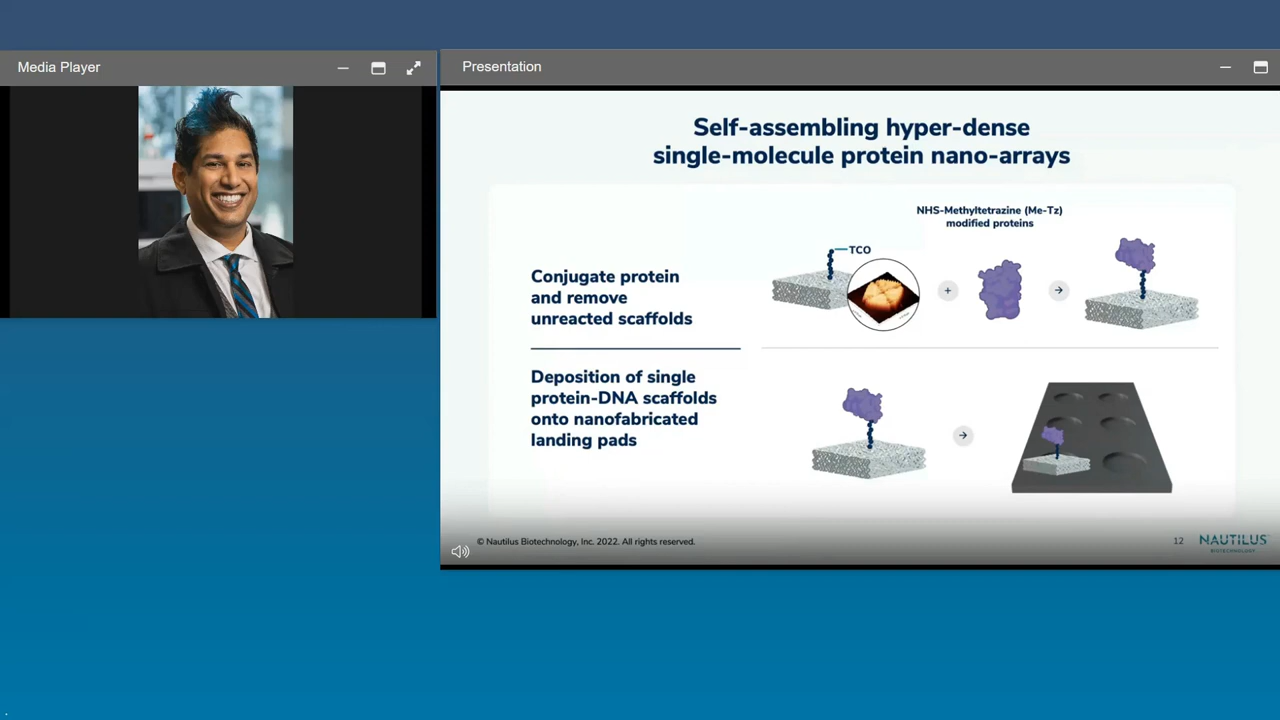 Media Player
Presentation
Self-assembling hyper-dense
single-molecule protein nano-arrays
NHS-Methyltetrazine (Me-Tz)
modified proteins
TCO
Conjugate protein
and remove
unreacted scaffolds
+
Deposition of single
protein-DNA scaffolds
onto nanofabricated
landing pads
© Nautilus Biotechnology, Inc. 2022. All rights reserved.
12
NAUTILUS
BIOTECHNOLOGY